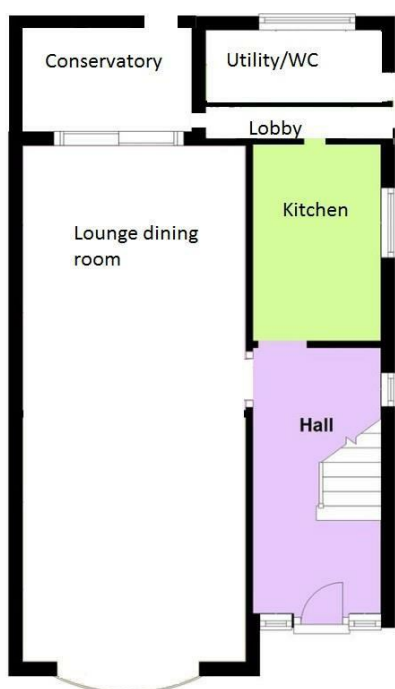 Conservatory
Utility/WC
Lobby
Kitchen
Lounge dining
room
Hall